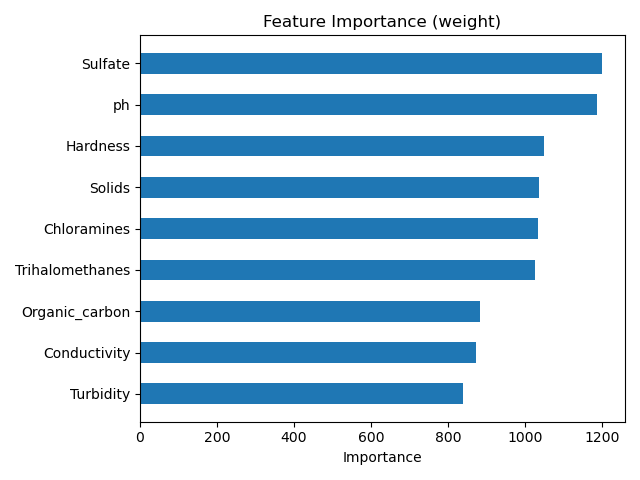 Feature Importance (weight)
Sulfate
ph
Hardness
Solids
Chloramines
Trihalomethanes
Organic_carbon
Conductivity
Turbidity
0 200 400 600 800 1000 1200
Importance